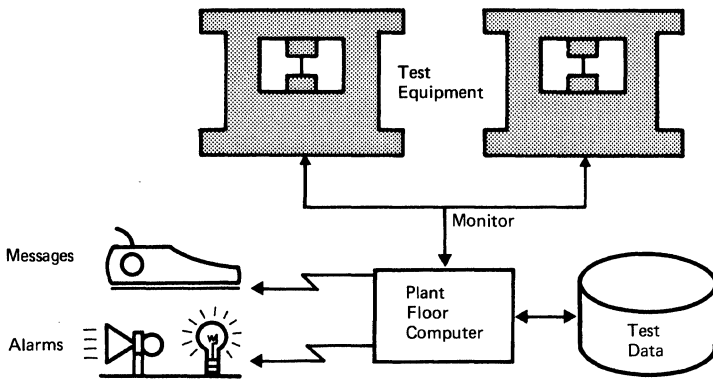 Test
Equipment
Monitor
Messages
Plant
Floor
Computer
Test
Data
Alarms